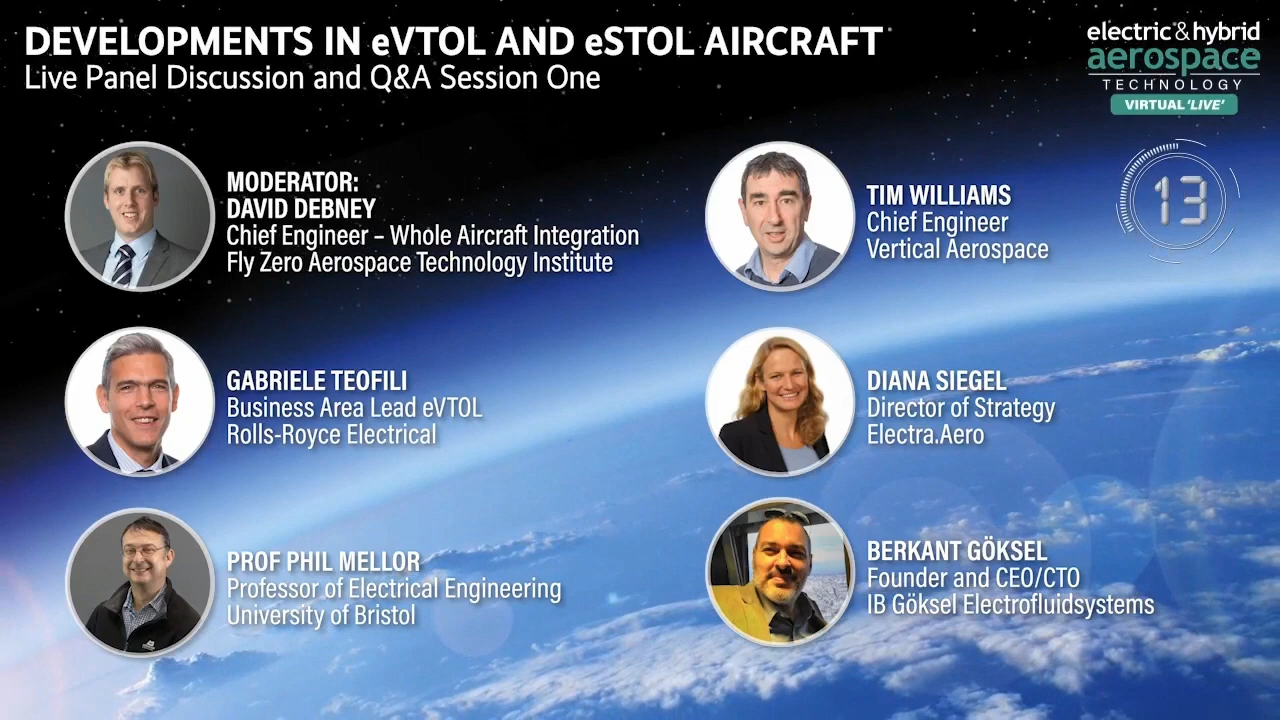 DEVELOPMENTS IN eVTOL AND eSTOL AIRCRAFT
Live Panel Discussion and Q&A Session One
electric & hybrid
aerospace
TECHNOLOGY
VIRTUAL 'LIVE'
MODERATOR:
DAVID DEBNEY
Chief Engineer – Whole Aircraft Integration
Fly Zero Aerospace Technology Institute
TIM WILLIAMS
Chief Engineer
Vertical Aerospace
13
GABRIELE TEOFILI
Business Area Lead eVTOL
Rolls-Royce Electrical
DIANA SIEGEL
Director of Strategy
Electra.Aero
PROF PHIL MELLOR
Professor of Electrical Engineering
University of Bristol
BERKANT GÖKSEL
Founder and CEO/CTO
IB Göksel Electrofluidsystems